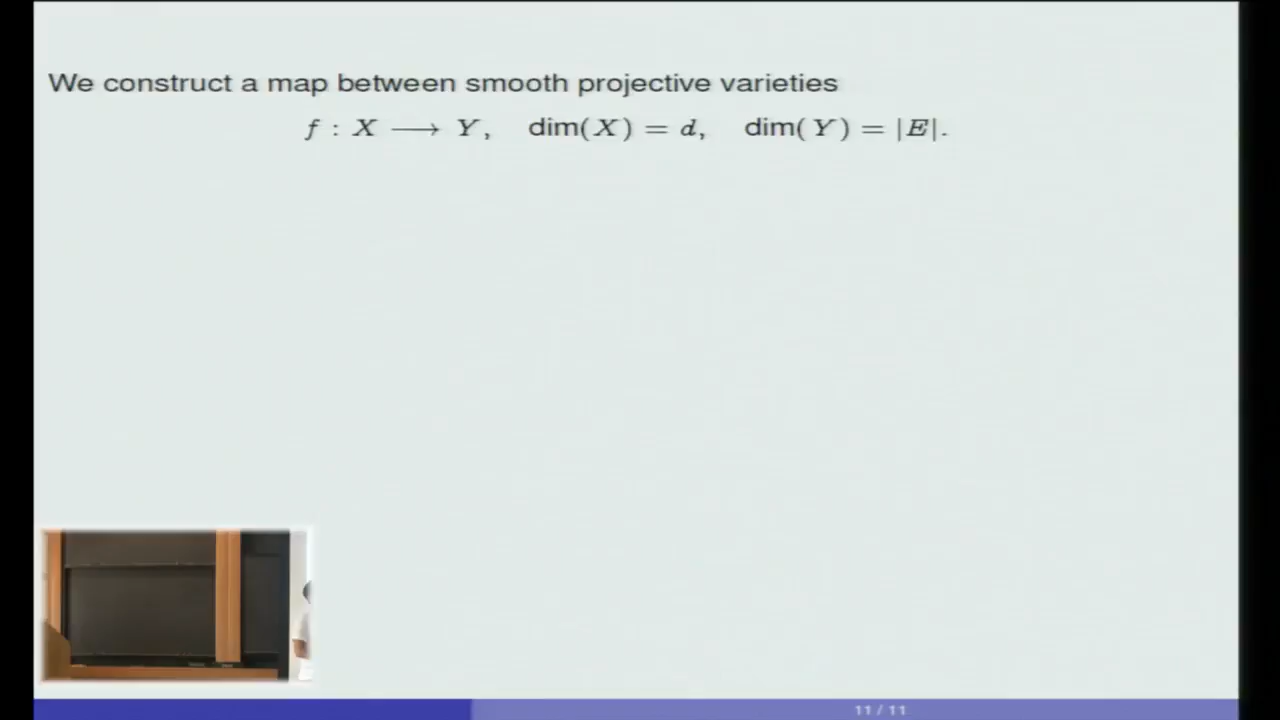 We construct a map between smooth projective varieties
f : X ⟶ Y, dim(X) = d, dim(Y) = |E|.
11 / 11